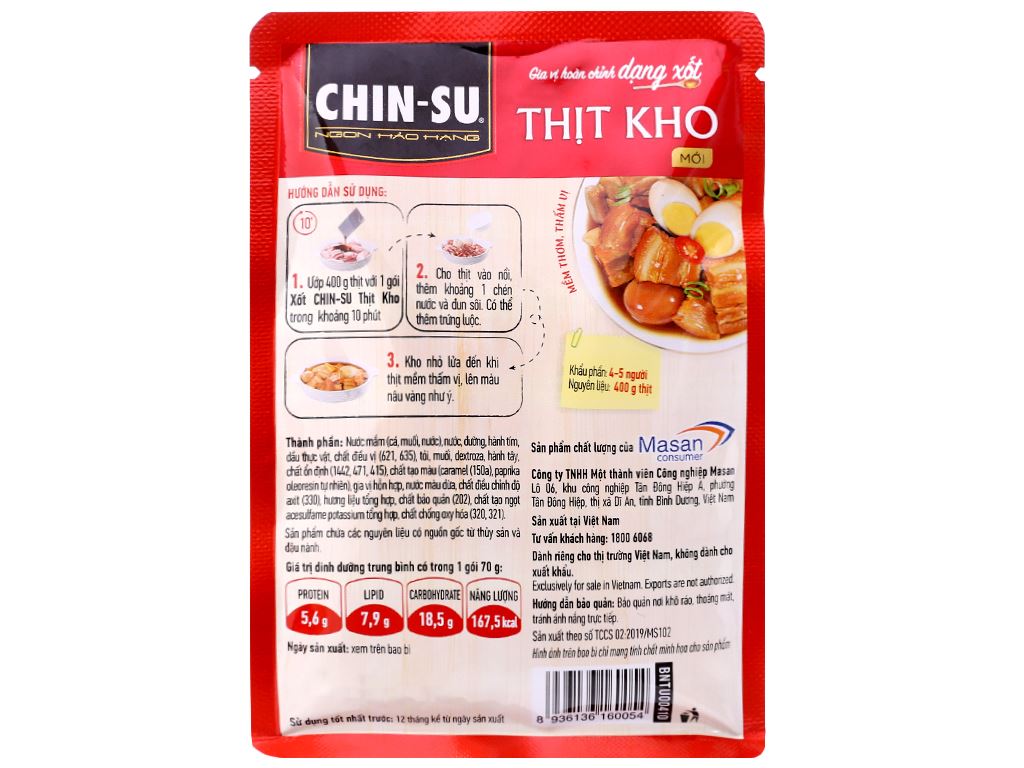 CHIN-SU®
NGON HẢO HẠNG
Gia vị hoàn chỉnh dạng xốt
THỊT KHO
MỚI
MỀM THƠM, THẤM VỊ
HƯỚNG DẪN SỬ DỤNG:
10'
1. Ướp 400 g thịt với 1 gói
Xốt CHIN-SU Thịt Kho
trong khoảng 10 phút
2. Cho thịt vào nồi,
thêm khoảng 1 chén
nước và đun sôi. Có thể
thêm trứng luộc.
3. Kho nhỏ lửa đến khi
thịt mềm thấm vị, lên màu
nâu vàng như ý.
Khẩu phần: 4-5 người
Nguyên liệu: 400 g thịt
Thành phần: Nước mắm (cá, muối, nước), nước, đường, hành tím,
dầu thực vật, chất điều vị (621, 635), tỏi, muối, dextroza, hành tây,
chất ổn định (1442, 471, 415), chất tạo màu (caramel (150a), paprika
oleoresin tự nhiên), gia vị hỗn hợp, nước màu dừa, chất điều chỉnh độ
axit (330), hương liệu tổng hợp, chất bảo quản (202), chất tạo ngọt
acesulfame potassium tổng hợp, chất chống oxy hóa (320, 321).
Sản phẩm chứa các nguyên liệu có nguồn gốc từ thủy sản và
đậu nành.
Giá trị dinh dưỡng trung bình có trong 1 gói 70 g:
PROTEIN LIPID CARBOHYDRATE NĂNG LƯỢNG
5,6 g 7,9 g 18,5 g 167,5 kcal
Ngày sản xuất: xem trên bao bì
Sử dụng tốt nhất trước: 12 tháng kể từ ngày sản xuất
Sản phẩm chất lượng của Masan
consumer
Công ty TNHH Một thành viên Công nghiệp Masan
Lô 06, khu công nghiệp Tân Đông Hiệp A, phường
Tân Đông Hiệp, thị xã Dĩ An, tỉnh Bình Dương, Việt Nam
Sản xuất tại Việt Nam
Tư vấn khách hàng: 1800 6068
Dành riêng cho thị trường Việt Nam, không dành cho
xuất khẩu.
Exclusively for sale in Vietnam. Exports are not authorized.
Hướng dẫn bảo quản: Bảo quản nơi khô ráo, thoáng mát,
tránh ánh nắng trực tiếp.
Sản xuất theo số TCCS 02:2019/MS102
Hình ảnh trên bao bì chỉ mang tính chất minh họa cho sản phẩm
BNTU00410
8 936136 160054